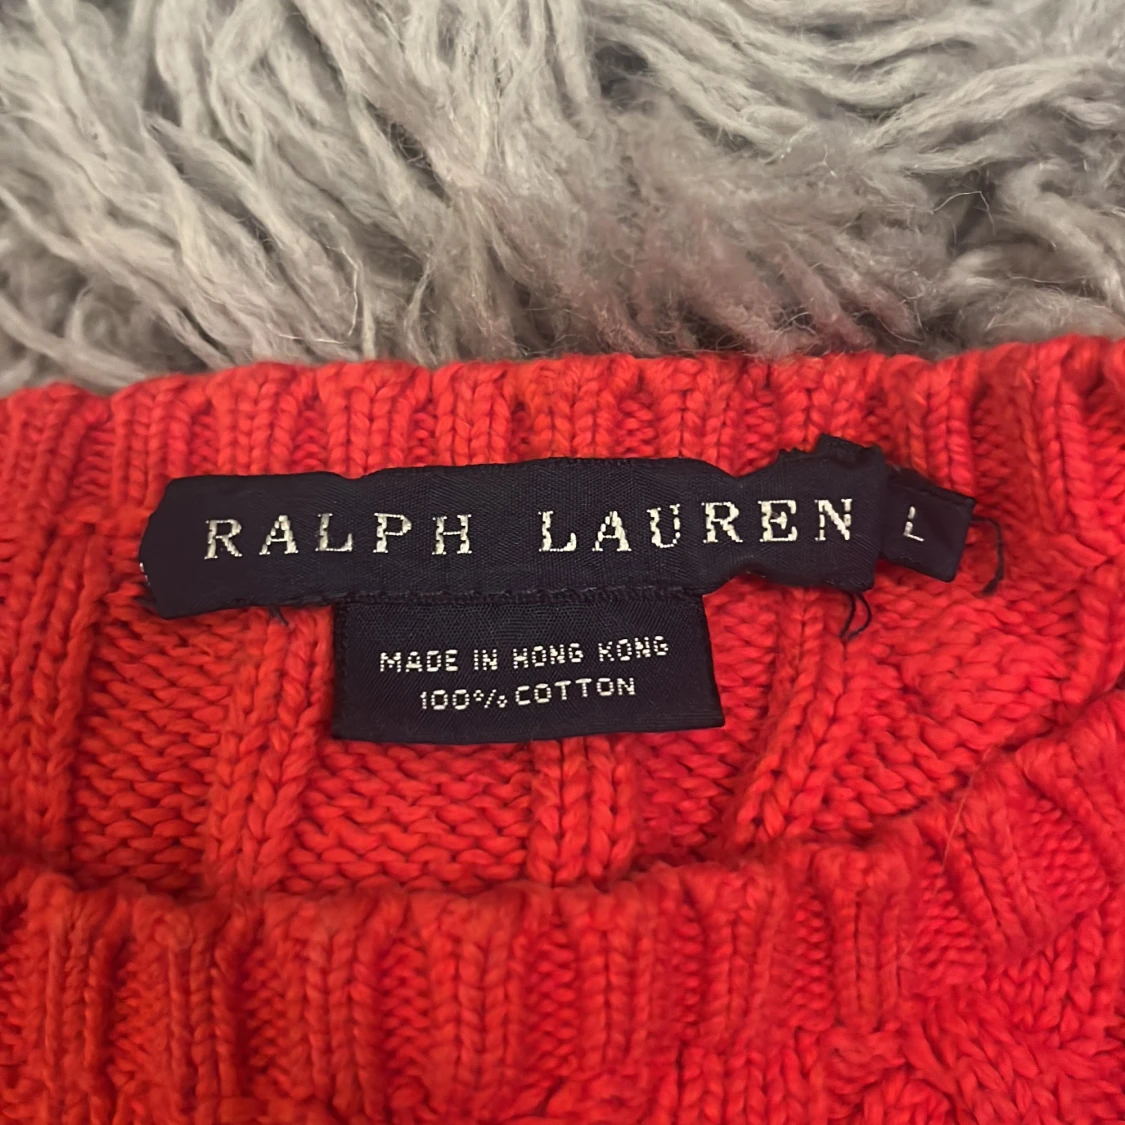 RALPH LAUREN
L
MADE IN HONG KONG
100% COTTON